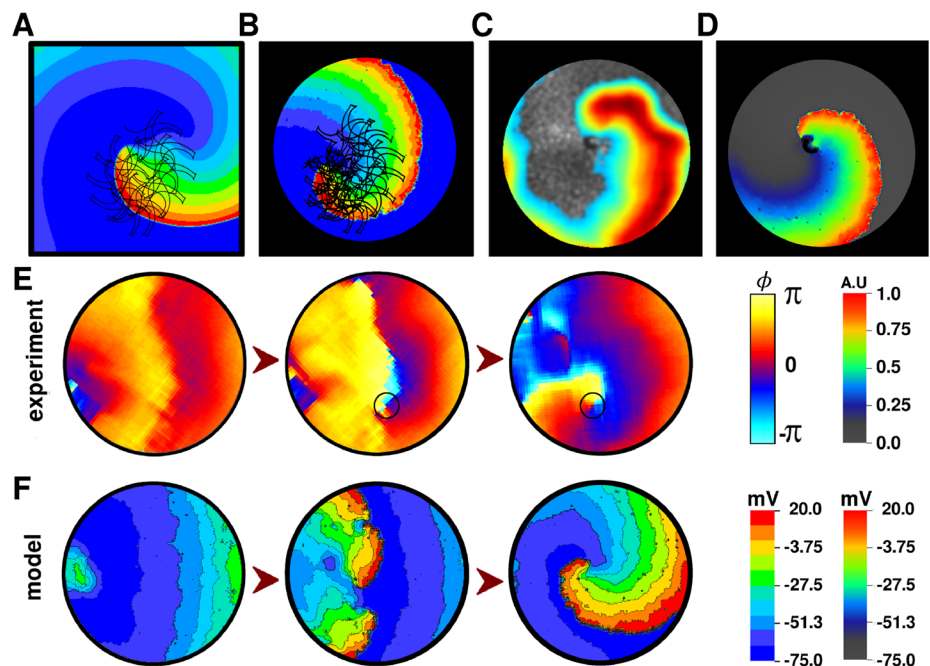 A B C D
E
experiment
ϕ A.U
π 1.0
0.75
0 0.50
0.25
-π 0.0
F
model
mV mV
20.0 20.0
-3.75 -3.75
-27.5 -27.5
-51.3 -51.3
-75.0 -75.0